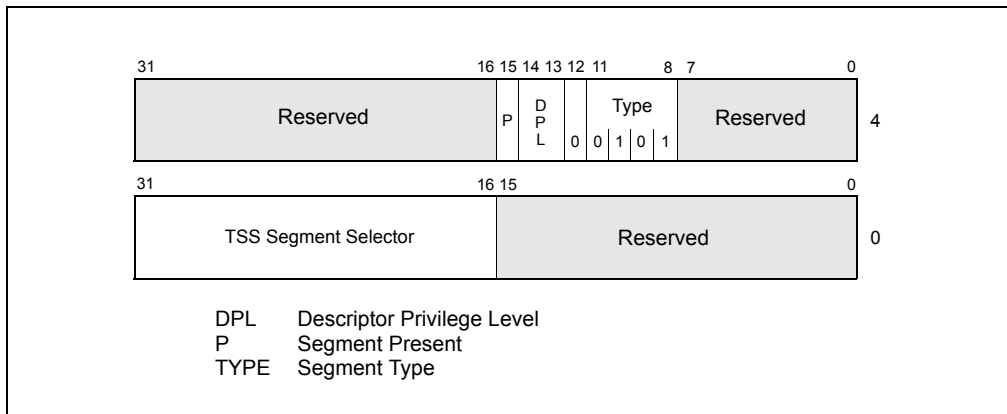 31 16 15 14 13 12 11 8 7 0
Reserved P DPL 0 Type 0 1 0 1 Reserved 4
31 16 15 0
TSS Segment Selector Reserved 0
DPL Descriptor Privilege Level
P Segment Present
TYPE Segment Type